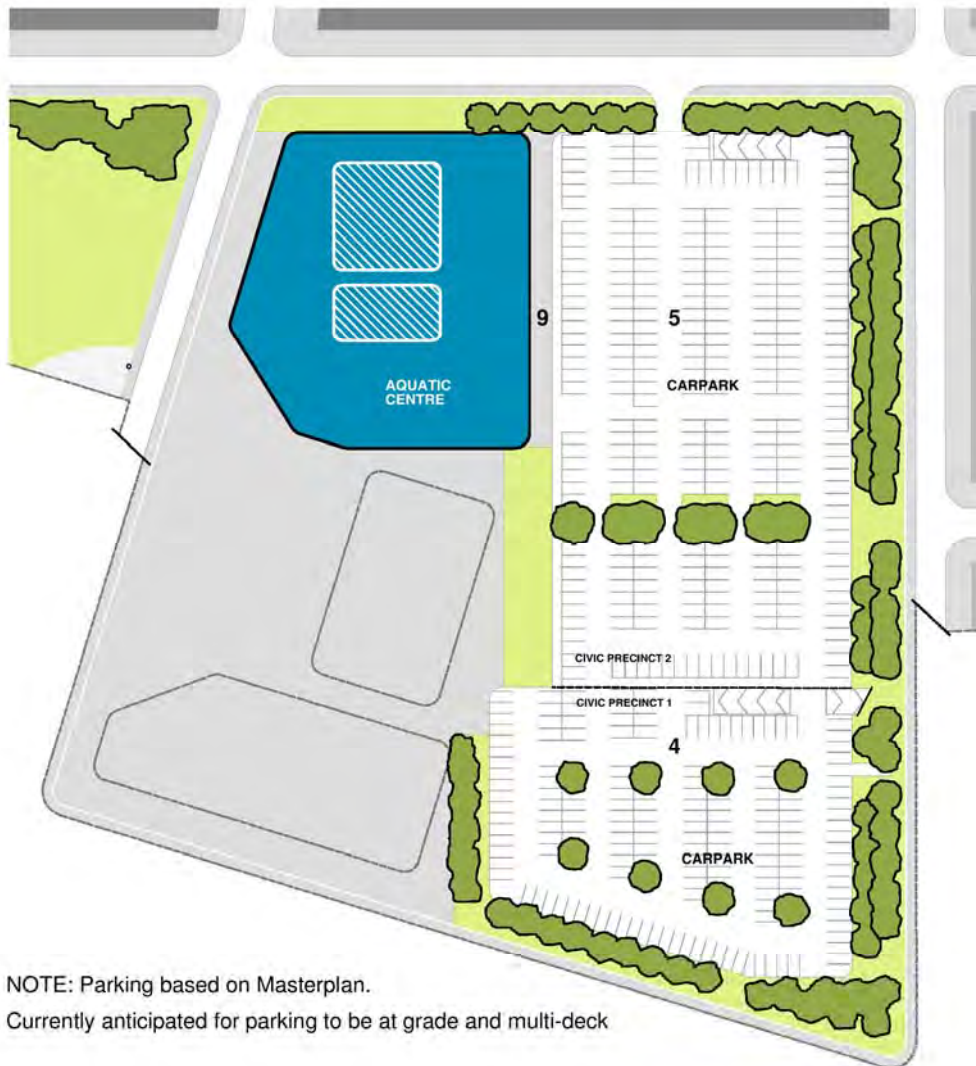 9
5
AQUATIC
CENTRE
CARPARK
CIVIC PRECINCT 2
CIVIC PRECINCT 1
4
CARPARK
NOTE: Parking based on Masterplan.
Currently anticipated for parking to be at grade and multi-deck